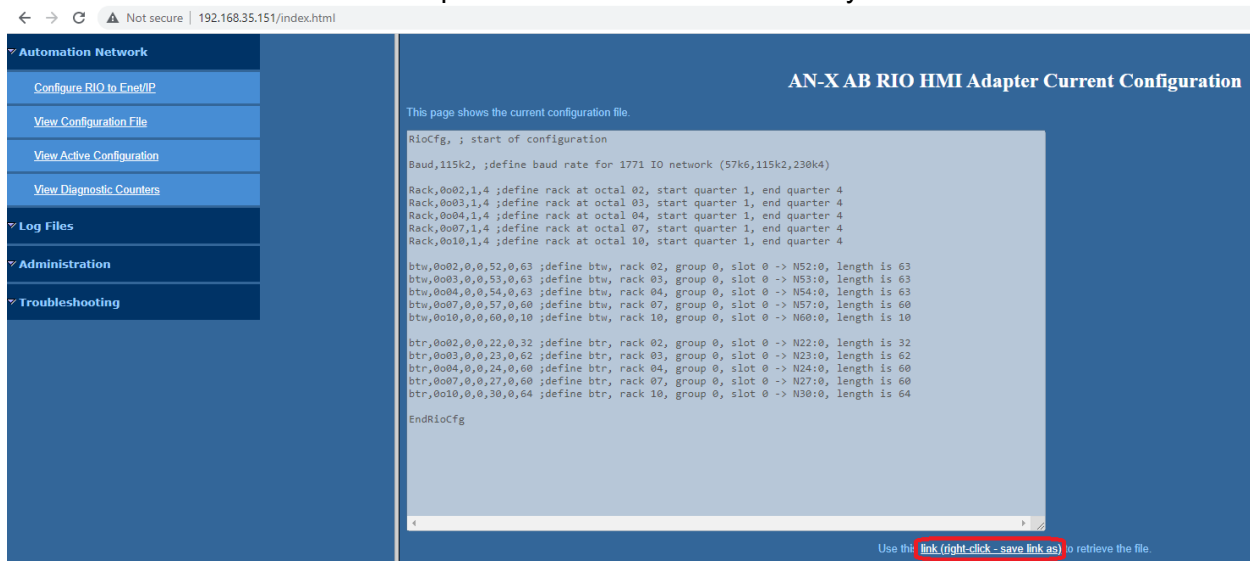 Not secure | 192.168.35.151/index.html
Automation Network
Configure RIO to Enet/IP
View Configuration File
View Active Configuration
View Diagnostic Counters
Log Files
Administration
Troubleshooting
AN-X AB RIO HMI Adapter Current Configuration
This page shows the current configuration file.
RioCfg, ; start of configuration
Baud,115k2, ;define baud rate for 1771 IO network (57k6,115k2,230k4)
Rack,0o02,1,4 ;define rack at octal 02, start quarter 1, end quarter 4
Rack,0o03,1,4 ;define rack at octal 03, start quarter 1, end quarter 4
Rack,0o04,1,4 ;define rack at octal 04, start quarter 1, end quarter 4
Rack,0o07,1,4 ;define rack at octal 07, start quarter 1, end quarter 4
Rack,0o10,1,4 ;define rack at octal 10, start quarter 1, end quarter 4
btw,0o02,0,0,52,0,63 ;define btw, rack 02, group 0, slot 0 -> N52:0, length is 63
btw,0o03,0,0,53,0,63 ;define btw, rack 03, group 0, slot 0 -> N53:0, length is 63
btw,0o04,0,0,54,0,63 ;define btw, rack 04, group 0, slot 0 -> N54:0, length is 63
btw,0o07,0,0,57,0,60 ;define btw, rack 07, group 0, slot 0 -> N57:0, length is 60
btw,0o10,0,0,60,0,10 ;define btw, rack 10, group 0, slot 0 -> N60:0, length is 10
btr,0o02,0,0,22,0,32 ;define btr, rack 02, group 0, slot 0 -> N22:0, length is 32
btr,0o03,0,0,23,0,62 ;define btr, rack 03, group 0, slot 0 -> N23:0, length is 62
btr,0o04,0,0,24,0,60 ;define btr, rack 04, group 0, slot 0 -> N24:0, length is 60
btr,0o07,0,0,27,0,60 ;define btr, rack 07, group 0, slot 0 -> N27:0, length is 60
btr,0o10,0,0,30,0,64 ;define btr, rack 10, group 0, slot 0 -> N30:0, length is 64
EndRioCfg
Use this link (right-click - save link as) to retrieve the file.